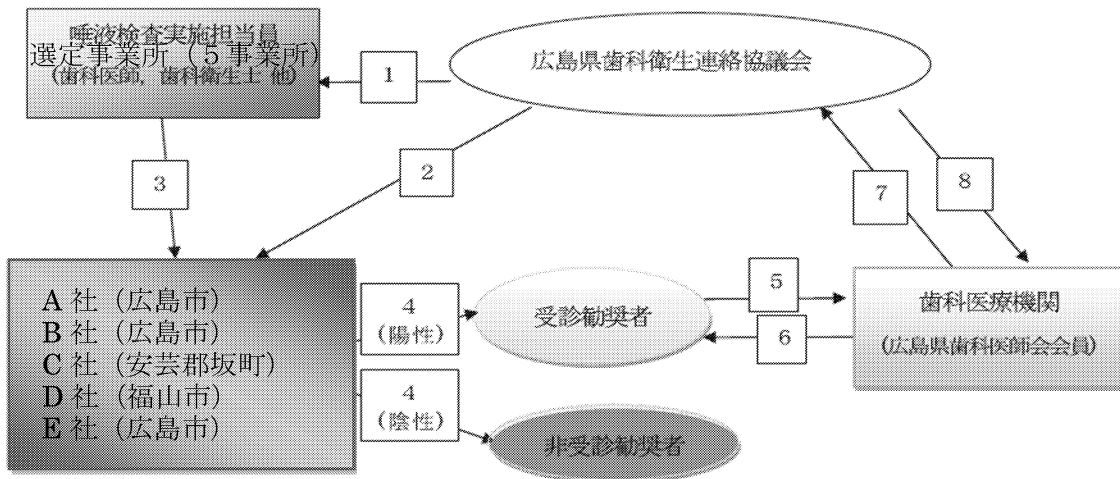 唾液検査実施担当員
選定事業所（５事業所）
(歯科医師，歯科衛生士 他)
1
広島県歯科衛生連絡協議会
3
2
7
8
A 社（広島市）
B 社（広島市）
C 社（安芸郡坂町）
D 社（福山市）
E 社（広島市）
4
（陽性）
4
（陰性）
受診勧奨者
非受診勧奨者
5
6
歯科医療機関
(広島県歯科医師会会員)